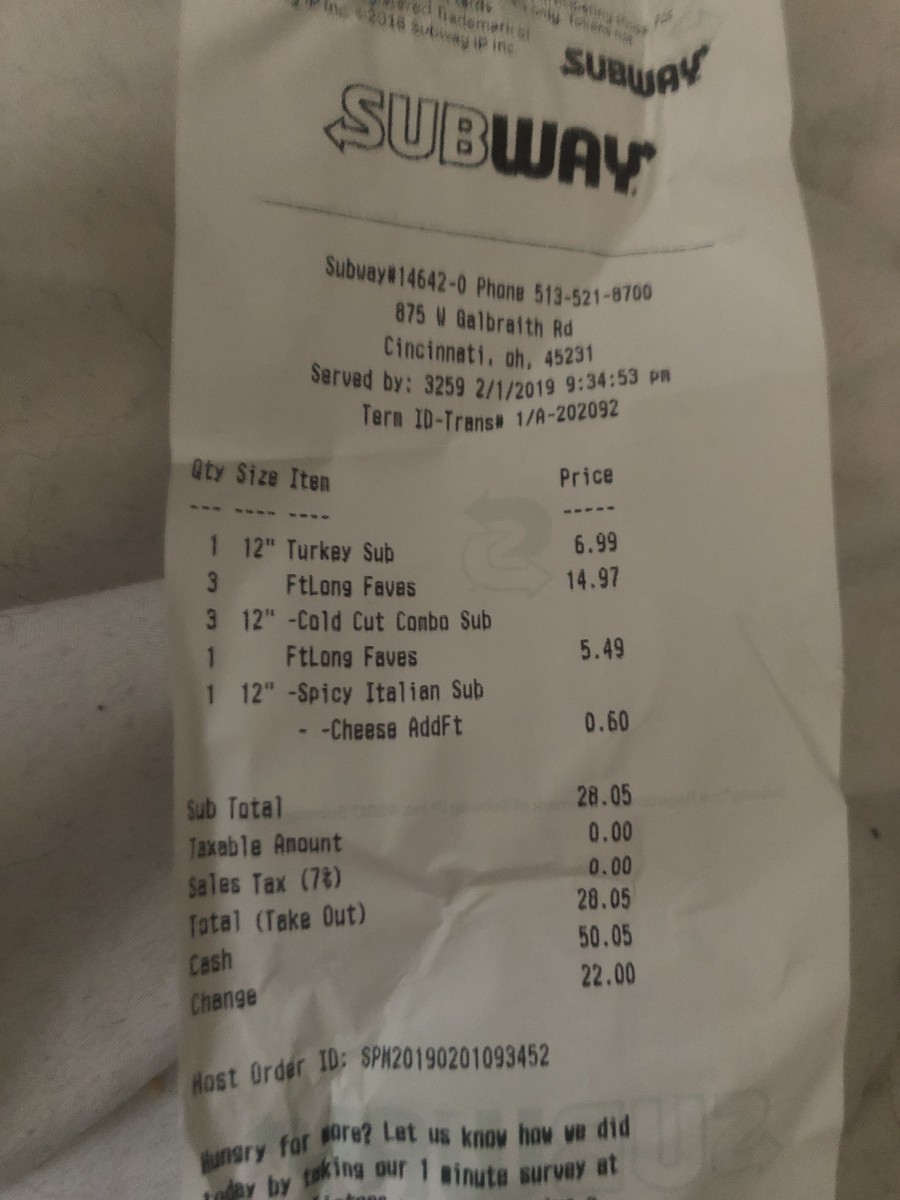 2018 Subway IP Inc
SUBWAY
SUBWAY
Subway#14642-0 Phone 513-521-8700
875 W Galbraith Rd
Cincinnati, oh, 45231
Served by: 3259 2/1/2019 9:34:53 pm
Term ID-Trans# 1/A-202092
Qty Size Item Price
--- ---- ---- -----
1 12" Turkey Sub 6.99
3 FtLong Faves 14.97
3 12" -Cold Cut Combo Sub
1 FtLong Faves 5.49
1 12" -Spicy Italian Sub
- -Cheese AddFt 0.60
Sub Total 28.05
Taxable Amount 0.00
Sales Tax (7%) 0.00
Total (Take Out) 28.05
Cash 50.05
Change 22.00
Host Order ID: SPM20190201093452
Hungry for more? Let us know how we did
today by taking our 1 minute survey at